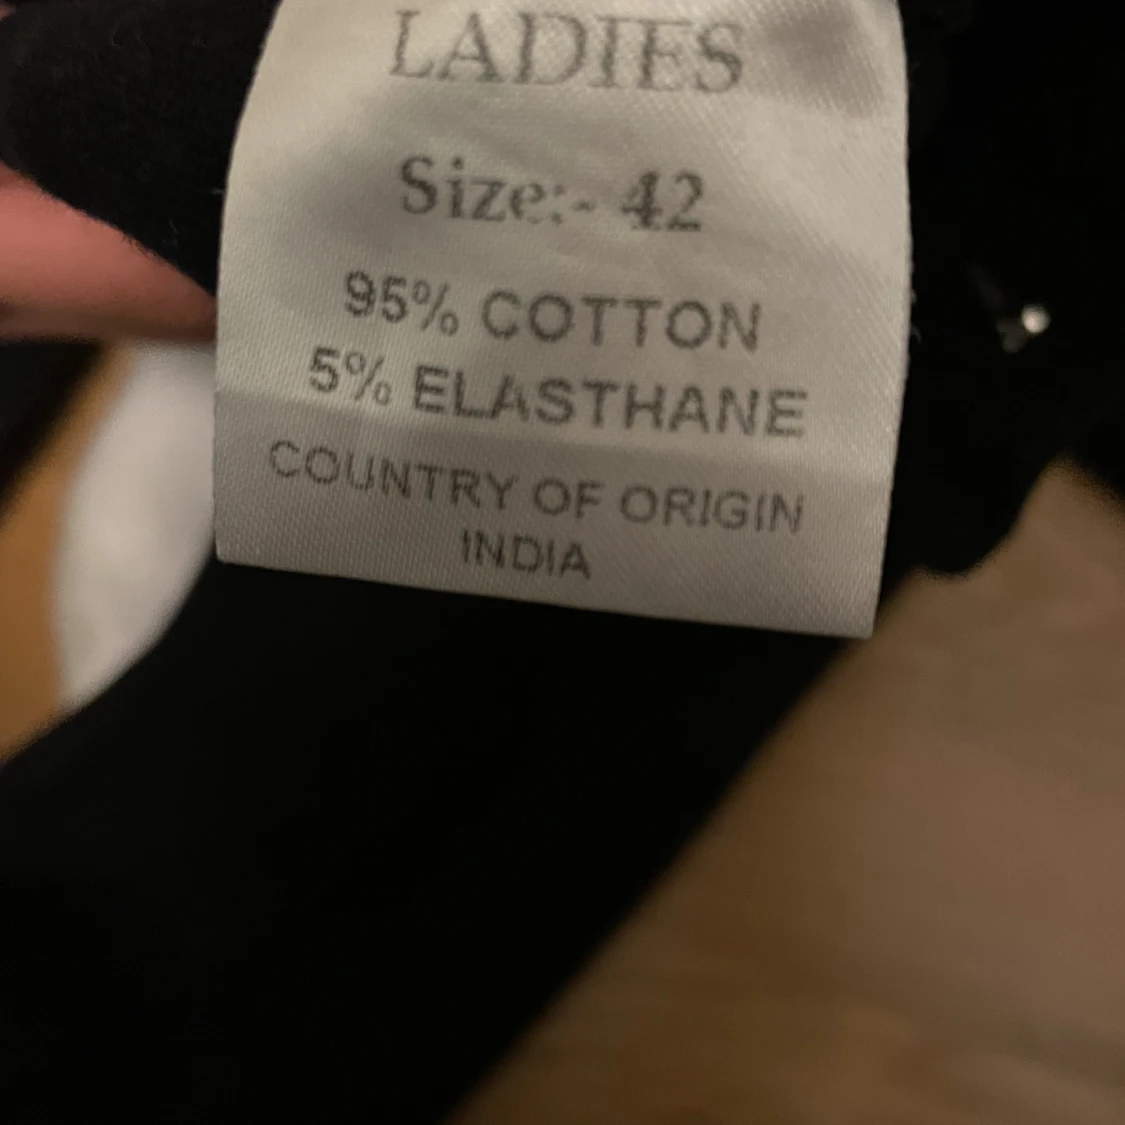 LADIES
Size:- 42
95% COTTON
5% ELASTHANE
COUNTRY OF ORIGIN
INDIA